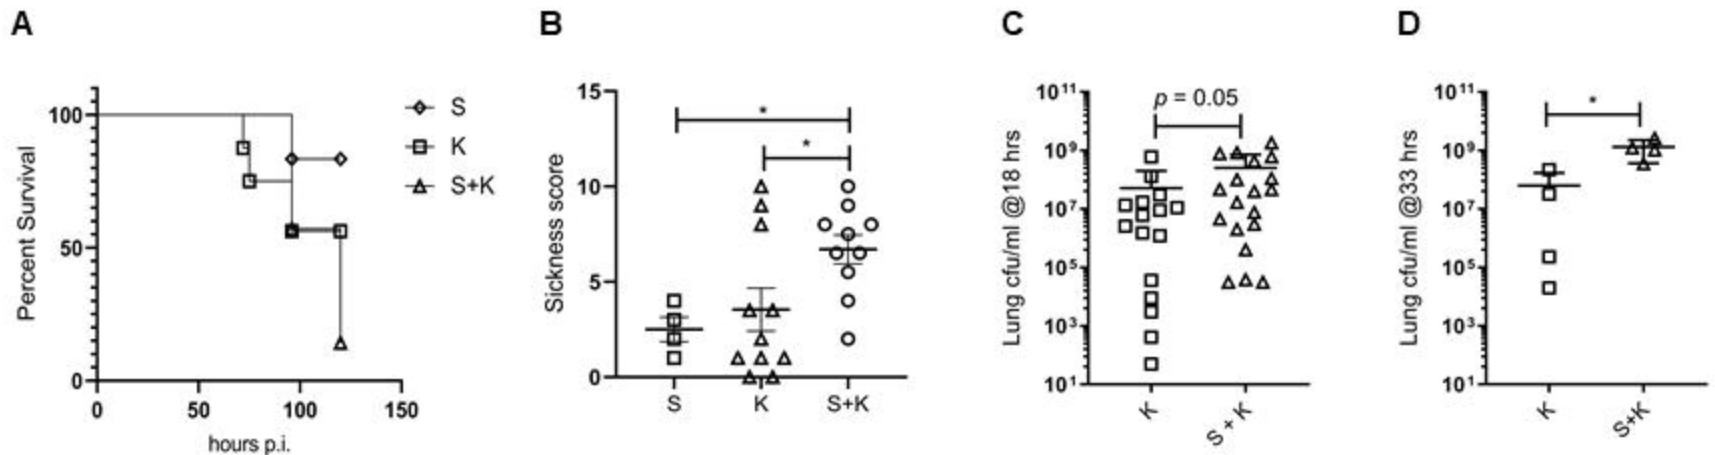 A
B
C
D
Percent Survival
100
50
0
0
50
100
150
hours p.i.
S
K
S+K
Sickness score
15
10
5
0
*
*
S
K
S+K
Lung cfu/ml @18 hrs
10¹¹
10⁹
10⁷
10⁵
10³
10¹
p = 0.05
K
S + K
Lung cfu/ml @33 hrs
10¹¹
10⁹
10⁷
10⁵
10³
10¹
*
K
S+K